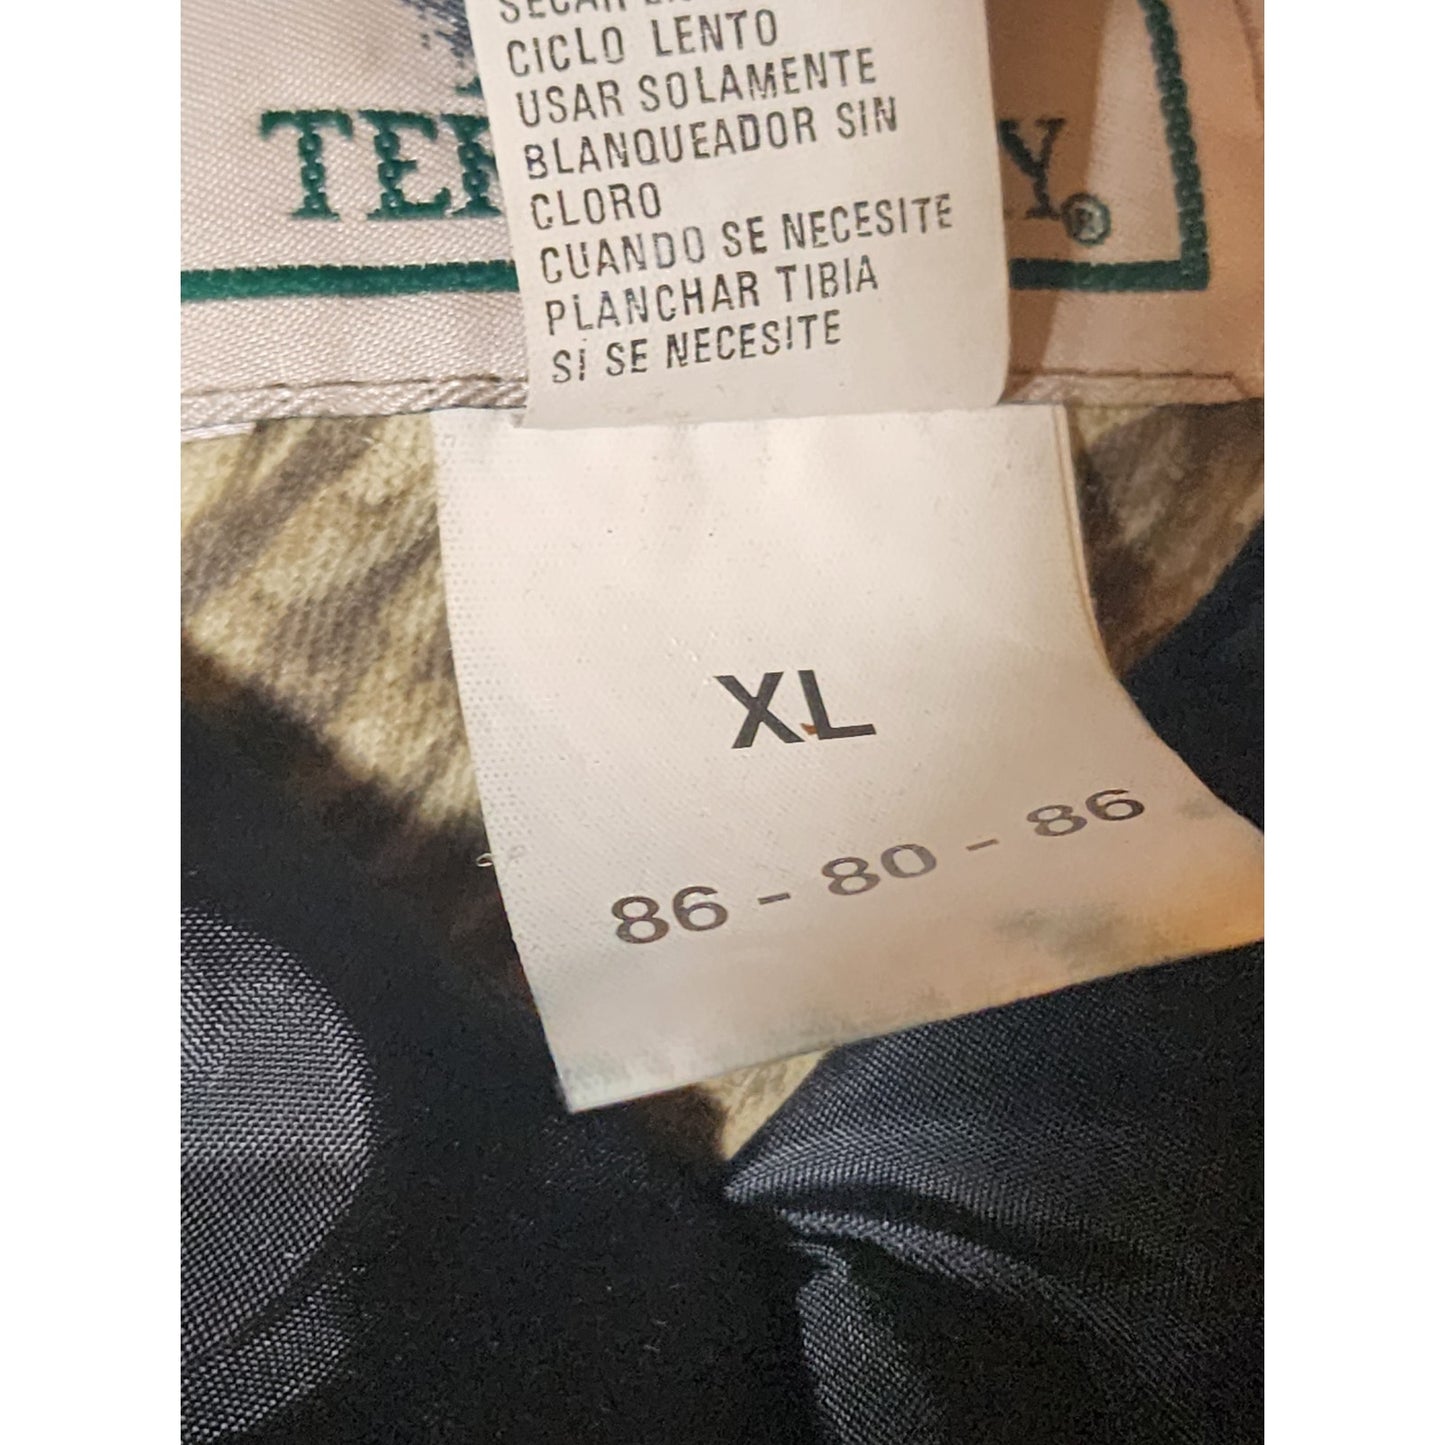 CICLO LENTO
USAR SOLAMENTE
BLANQUEADOR SIN
CLORO
CUANDO SE NECESITE
PLANCHAR TIBIA
SI SE NECESITE
®
XL
86 - 80 - 86